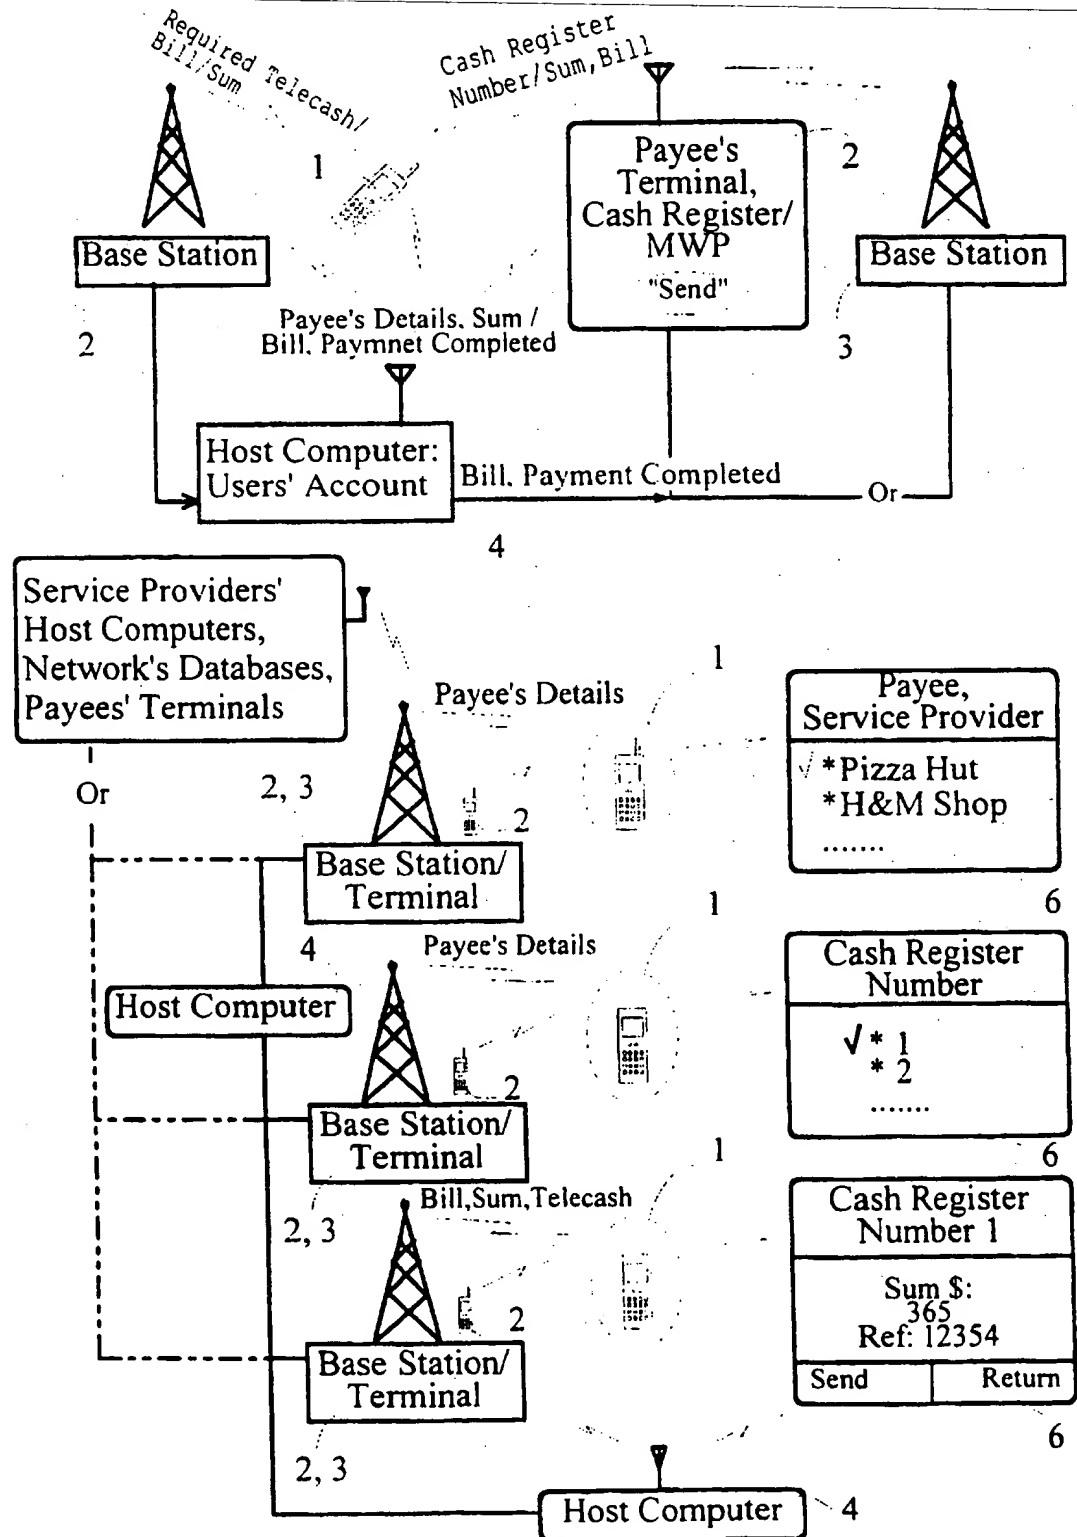 Required Telecash/
Bill/Sum
Cash Register
Number/Sum, Bill
1
Payee's
Terminal,
Cash Register/
MWP
"Send"
2
Base Station
Base Station
2
Payee's Details, Sum /
Bill, Paymnet Completed
3
Host Computer:
Users' Account
Bill, Payment Completed
Or
4
Service Providers'
Host Computers,
Network's Databases,
Payees' Terminals
Or
Payee's Details
1
2, 3
2
Base Station/
Terminal
Payee,
Service Provider
√ *Pizza Hut
*H&M Shop
.......
6
4
Host Computer
Payee's Details
1
2
Base Station/
Terminal
2, 3
Cash Register
Number
√ * 1
* 2
.......
6
Bill,Sum,Telecash
1
2
Base Station/
Terminal
2, 3
Cash Register
Number 1
Sum $:
365
Ref: 12354
Send Return
6
Host Computer
4